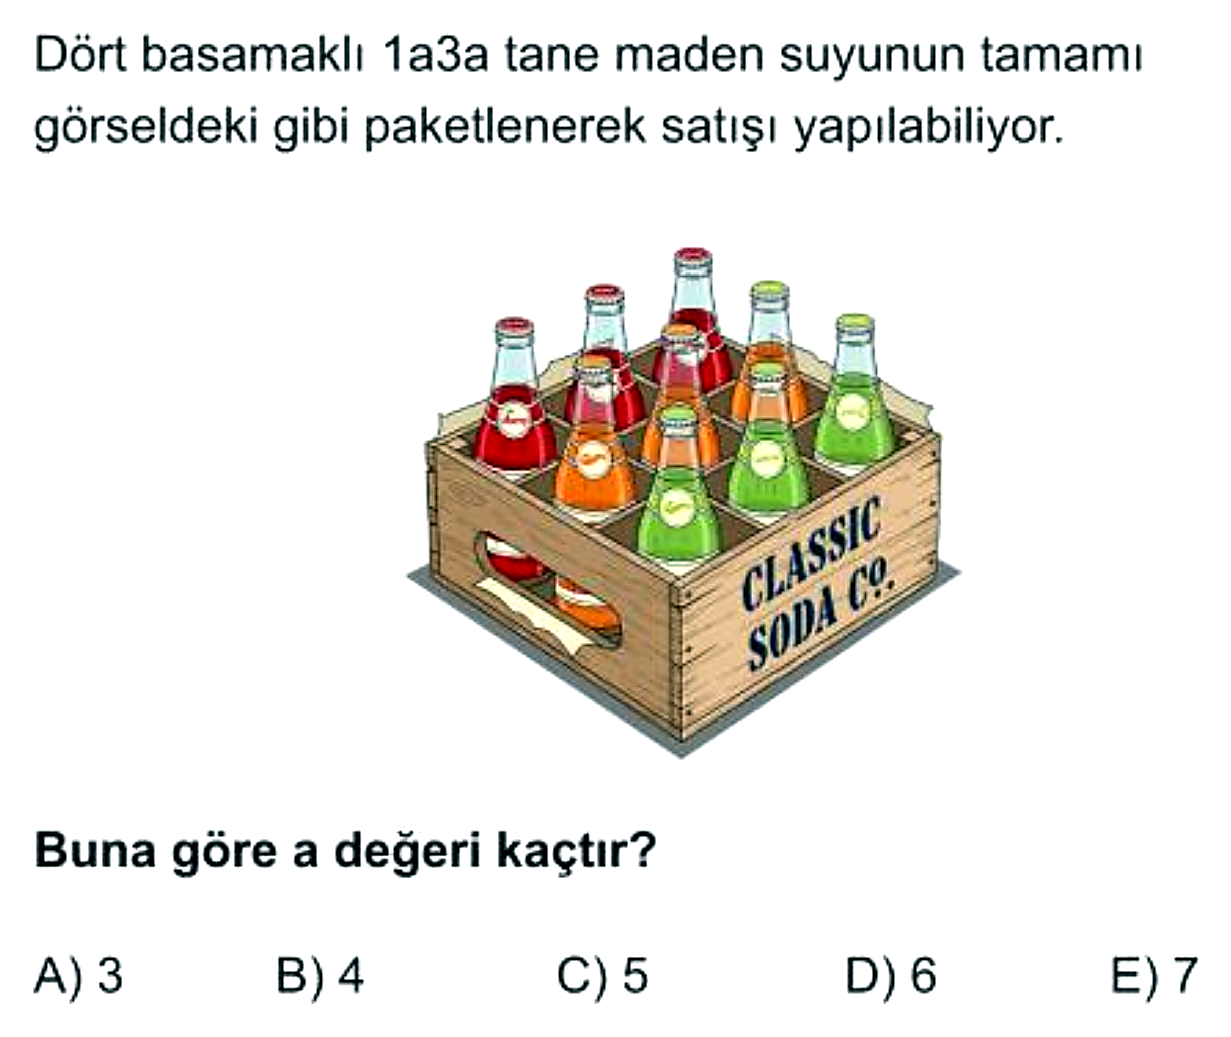 Dört basamaklı 1a3a tane maden suyunun tamamı
görseldeki gibi paketlenerek satışı yapılabiliyor.
CLASSIC
SODA CO.
Buna göre a değeri kaçtır?
A) 3 B) 4 C) 5 D) 6 E) 7